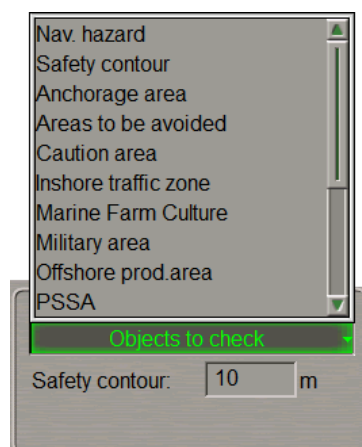 Nav. hazard
Safety contour
Anchorage area
Areas to be avoided
Caution area
Inshore traffic zone
Marine Farm Culture
Military area
Offshore prod.area
PSSA
Objects to check
Safety contour: 10 m